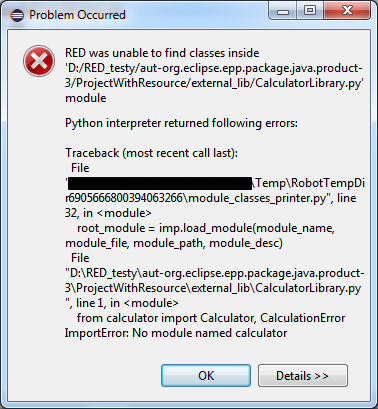 Problem Occurred
RED was unable to find classes inside
'D:/RED_testy/aut-org.eclipse.epp.package.java.product-
3/ProjectWithResource/external_lib/CalculatorLibrary.py'
module
Python interpreter returned following errors:
Traceback (most recent call last):
File
"\Temp\RobotTempDi
r6905666800394063266\module_classes_printer.py", line
32, in <module>
root_module = imp.load_module(module_name,
module_file, module_path, module_desc)
File
"D:\RED_testy\aut-org.eclipse.epp.package.java.product-
3\ProjectWithResource\external_lib\CalculatorLibrary.py
", line 1, in <module>
from calculator import Calculator, CalculationError
ImportError: No module named calculator
OK
Details >>